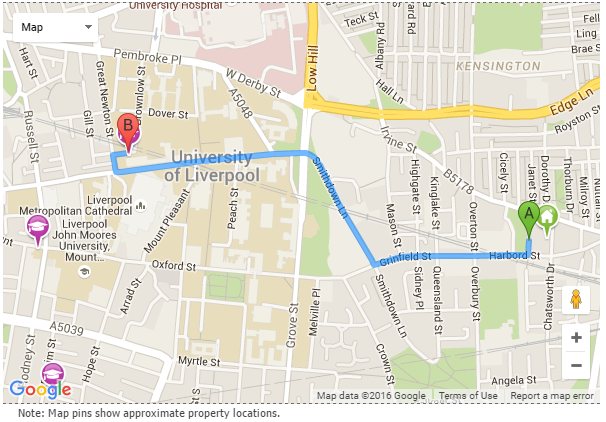 University
Hospital
Map
Teck St
Low Hill
Albany Rd
Ling
Brae St
Pembroke Pl
KENSINGTON
Hart St
Great Newton St
Brownlow St
W Derby St
Hall Ln
Edge Ln
Dover St
A5048
Royston
Gill St
Russell St
Irvine St
B
University
of Liverpool
B5178
Cicely St
Janet St
Dorothy D
Thorburn Dr
Milroy St
Smithdown Ln
Highgate St
Kinglake St
Liverpool
Metropolitan Cathedral
Mount Pleasant
Peach St
Mason St
Overton St
A
Liverpool
John Moores
University,
Mount...
Grinfield St
Harbord St
Oxford St
Arrad St
Smithdown Ln
Sidney Pl
Queensland St
Overbury St
Chatsworth Dr
Grove St
Melville Pl
A5039
Rodney St
Hope St
Myrtle St
Crown St
Angela St
Google
Map data ©2016 Google
Terms of Use
Report a map error
Note: Map pins show approximate property locations.